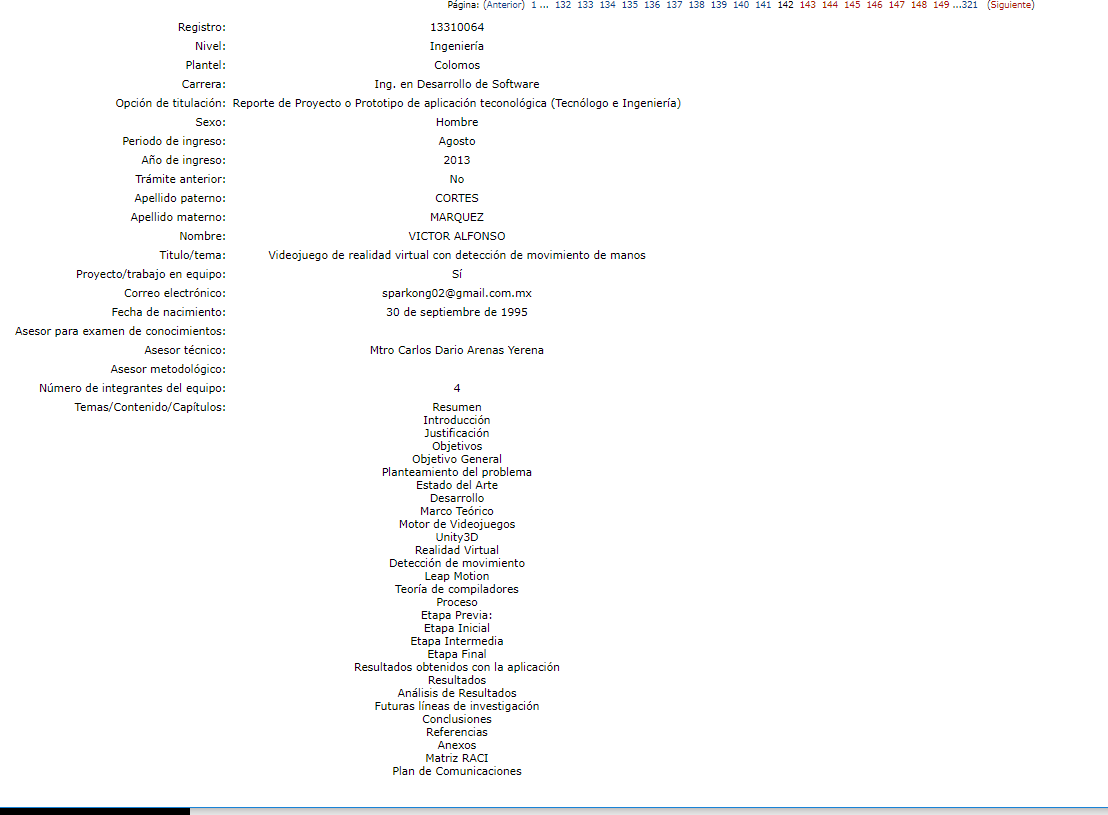 Página: (Anterior) 1 ... 132 133 134 135 136 137 138 139 140 141 142 143 144 145 146 147 148 149 ...321 (Siguiente)
Registro: 13310064
Nivel: Ingeniería
Plantel: Colomos
Carrera: Ing. en Desarrollo de Software
Opción de titulación: Reporte de Proyecto o Prototipo de aplicación teconológica (Tecnólogo e Ingeniería)
Sexo: Hombre
Periodo de ingreso: Agosto
Año de ingreso: 2013
Trámite anterior: No
Apellido paterno: CORTES
Apellido materno: MARQUEZ
Nombre: VICTOR ALFONSO
Titulo/tema: Videojuego de realidad virtual con detección de movimiento de manos
Proyecto/trabajo en equipo: Sí
Correo electrónico: sparkong02@gmail.com.mx
Fecha de nacimiento: 30 de septiembre de 1995
Asesor para examen de conocimientos:
Asesor técnico: Mtro Carlos Dario Arenas Yerena
Asesor metodológico:
Número de integrantes del equipo: 4
Temas/Contenido/Capítulos: Resumen
Introducción
Justificación
Objetivos
Objetivo General
Planteamiento del problema
Estado del Arte
Desarrollo
Marco Teórico
Motor de Videojuegos
Unity3D
Realidad Virtual
Detección de movimiento
Leap Motion
Teoría de compiladores
Proceso
Etapa Previa:
Etapa Inicial
Etapa Intermedia
Etapa Final
Resultados obtenidos con la aplicación
Resultados
Análisis de Resultados
Futuras líneas de investigación
Conclusiones
Referencias
Anexos
Matriz RACI
Plan de Comunicaciones